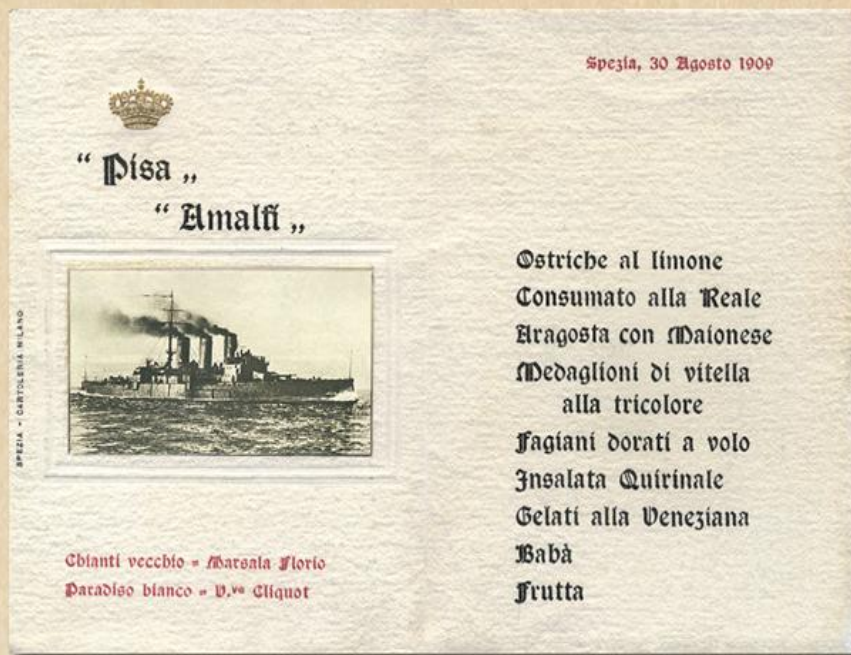 “ Pisa „
“ Amalfi „
SPEZIA - CARTOLERIA MILANO
Chianti vecchio = Marsala Florio
Paradiso bianco = V.va Cliquot
Spezia, 30 Agosto 1909
Ostriche al limone
Consumato alla Reale
Aragosta con Maionese
Medaglioni di vitella
alla tricolore
Fagiani dorati a volo
Insalata Quirinale
Gelati alla Veneziana
Babà
Frutta